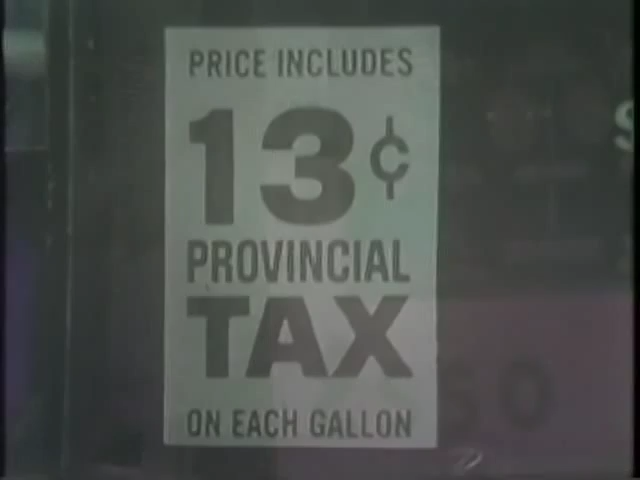 PRICE INCLUDES
13¢
PROVINCIAL
TAX
ON EACH GALLON